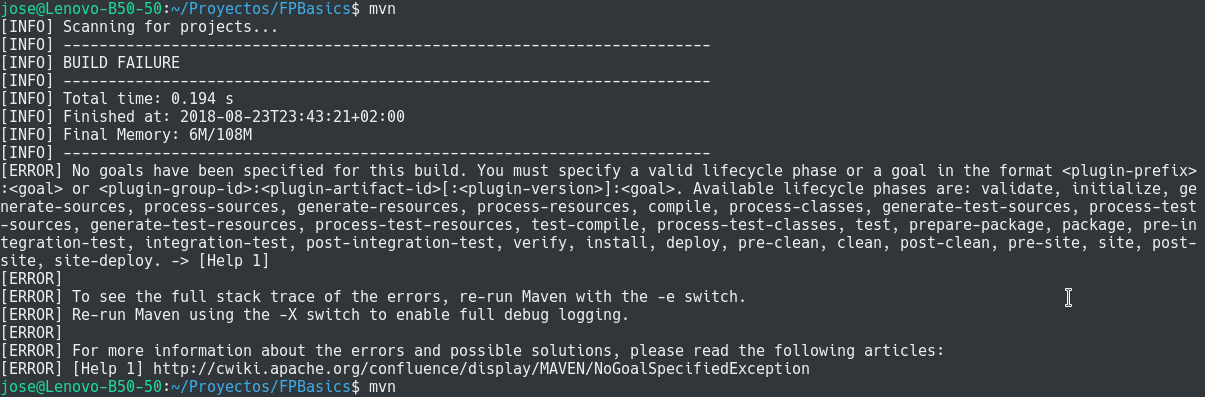 jose@Lenovo-B50-50:~/Proyectos/FPBasics$ mvn
[INFO] Scanning for projects...
[INFO] ------------------------------------------------------------------------
[INFO] BUILD FAILURE
[INFO] ------------------------------------------------------------------------
[INFO] Total time: 0.194 s
[INFO] Finished at: 2018-08-23T23:43:21+02:00
[INFO] Final Memory: 6M/108M
[INFO] ------------------------------------------------------------------------
[ERROR] No goals have been specified for this build. You must specify a valid lifecycle phase or a goal in the format <plugin-prefix>
:<goal> or <plugin-group-id>:<plugin-artifact-id>[:<plugin-version>]:<goal>. Available lifecycle phases are: validate, initialize, ge
nerate-sources, process-sources, generate-resources, process-resources, compile, process-classes, generate-test-sources, process-test
-sources, generate-test-resources, process-test-resources, test-compile, process-test-classes, test, prepare-package, package, pre-in
tegration-test, integration-test, post-integration-test, verify, install, deploy, pre-clean, clean, post-clean, pre-site, site, post-
site, site-deploy. -> [Help 1]
[ERROR]
[ERROR] To see the full stack trace of the errors, re-run Maven with the -e switch.
[ERROR] Re-run Maven using the -X switch to enable full debug logging.
[ERROR]
[ERROR] For more information about the errors and possible solutions, please read the following articles:
[ERROR] [Help 1] http://cwiki.apache.org/confluence/display/MAVEN/NoGoalSpecifiedException
jose@Lenovo-B50-50:~/Proyectos/FPBasics$ mvn